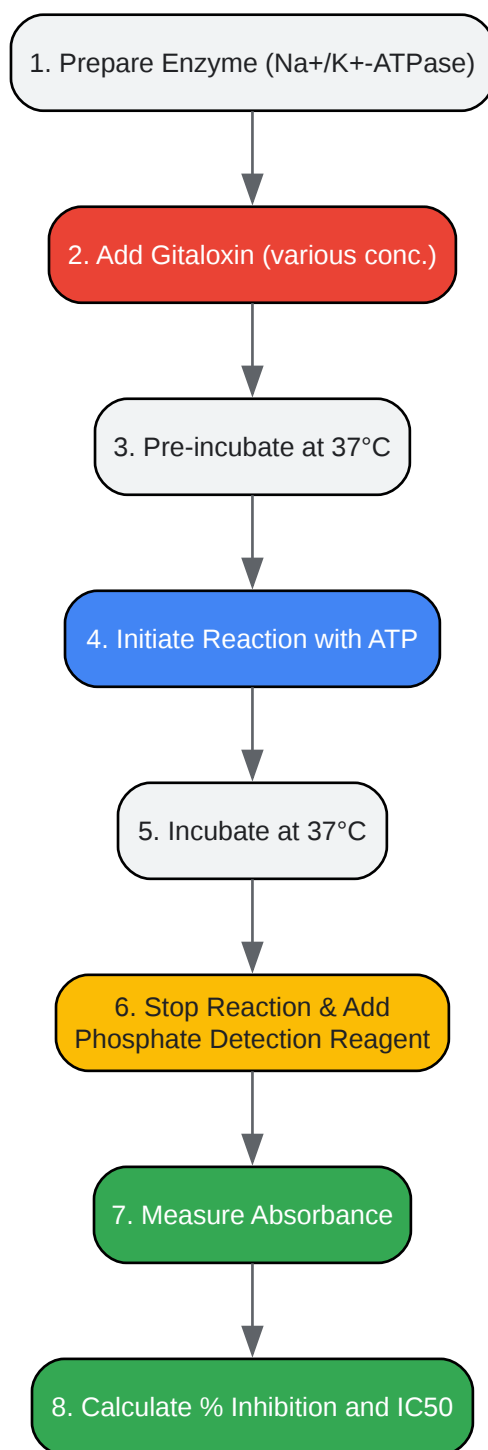 1. Prepare Enzyme (Na+/K+-ATPase)
2. Add Gitaloxin (various conc.)
3. Pre-incubate at 37°C
4. Initiate Reaction with ATP
5. Incubate at 37°C
6. Stop Reaction & Add
Phosphate Detection Reagent
7. Measure Absorbance
8. Calculate % Inhibition and IC50